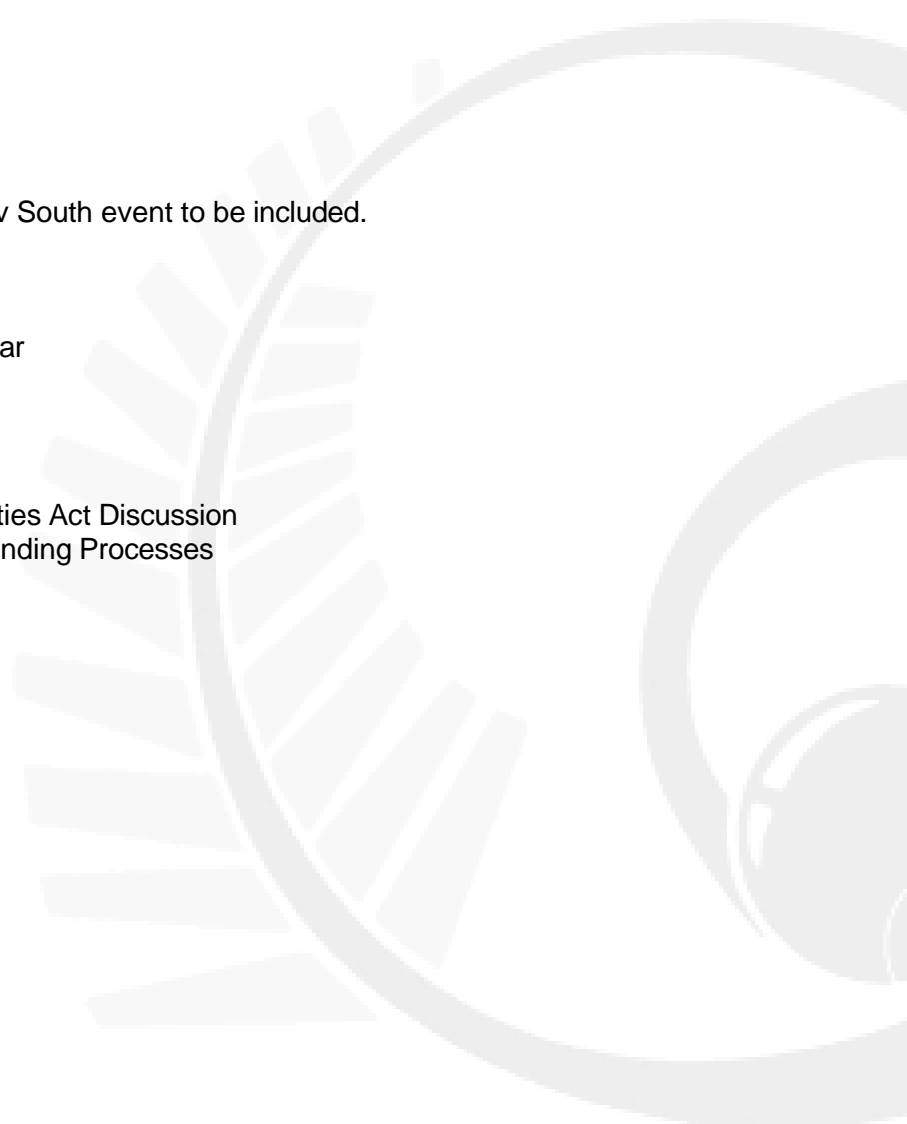 v South event to be included.
ar
ties Act Discussion
nding Processes